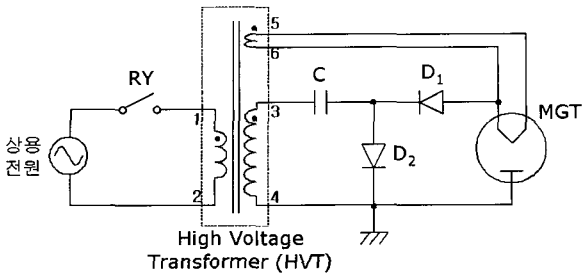 5
6
RY
C
D1
3
1
MGT
상용
전원
D2
2
4
High Voltage
Transformer (HVT)